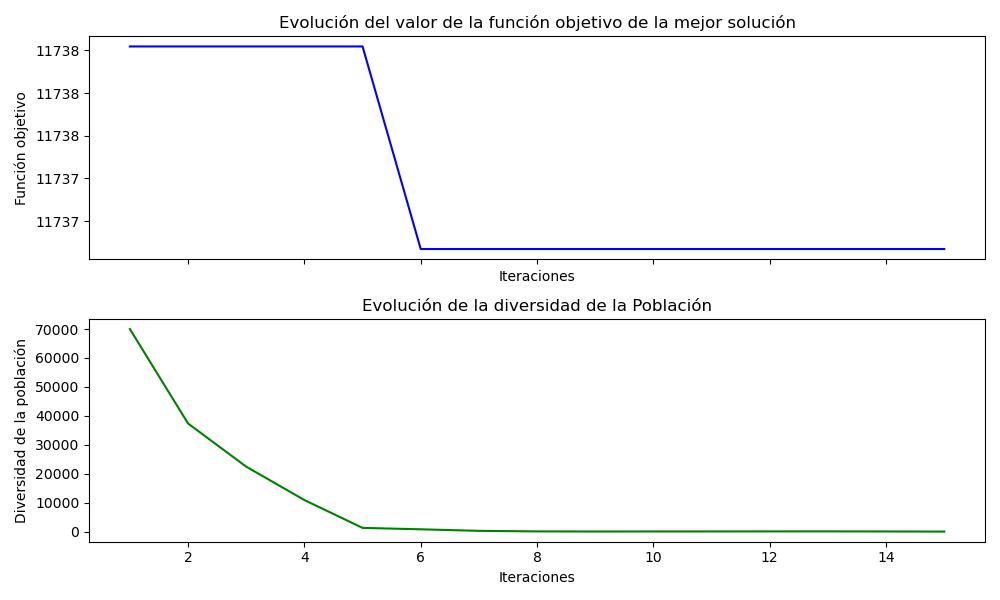 Evolución del valor de la función objetivo de la mejor solución
Función objetivo
11738
11738
11738
11737
11737
Iteraciones
Evolución de la diversidad de la Población
Diversidad de la población
70000
60000
50000
40000
30000
20000
10000
0
2 4 6 8 10 12 14
Iteraciones